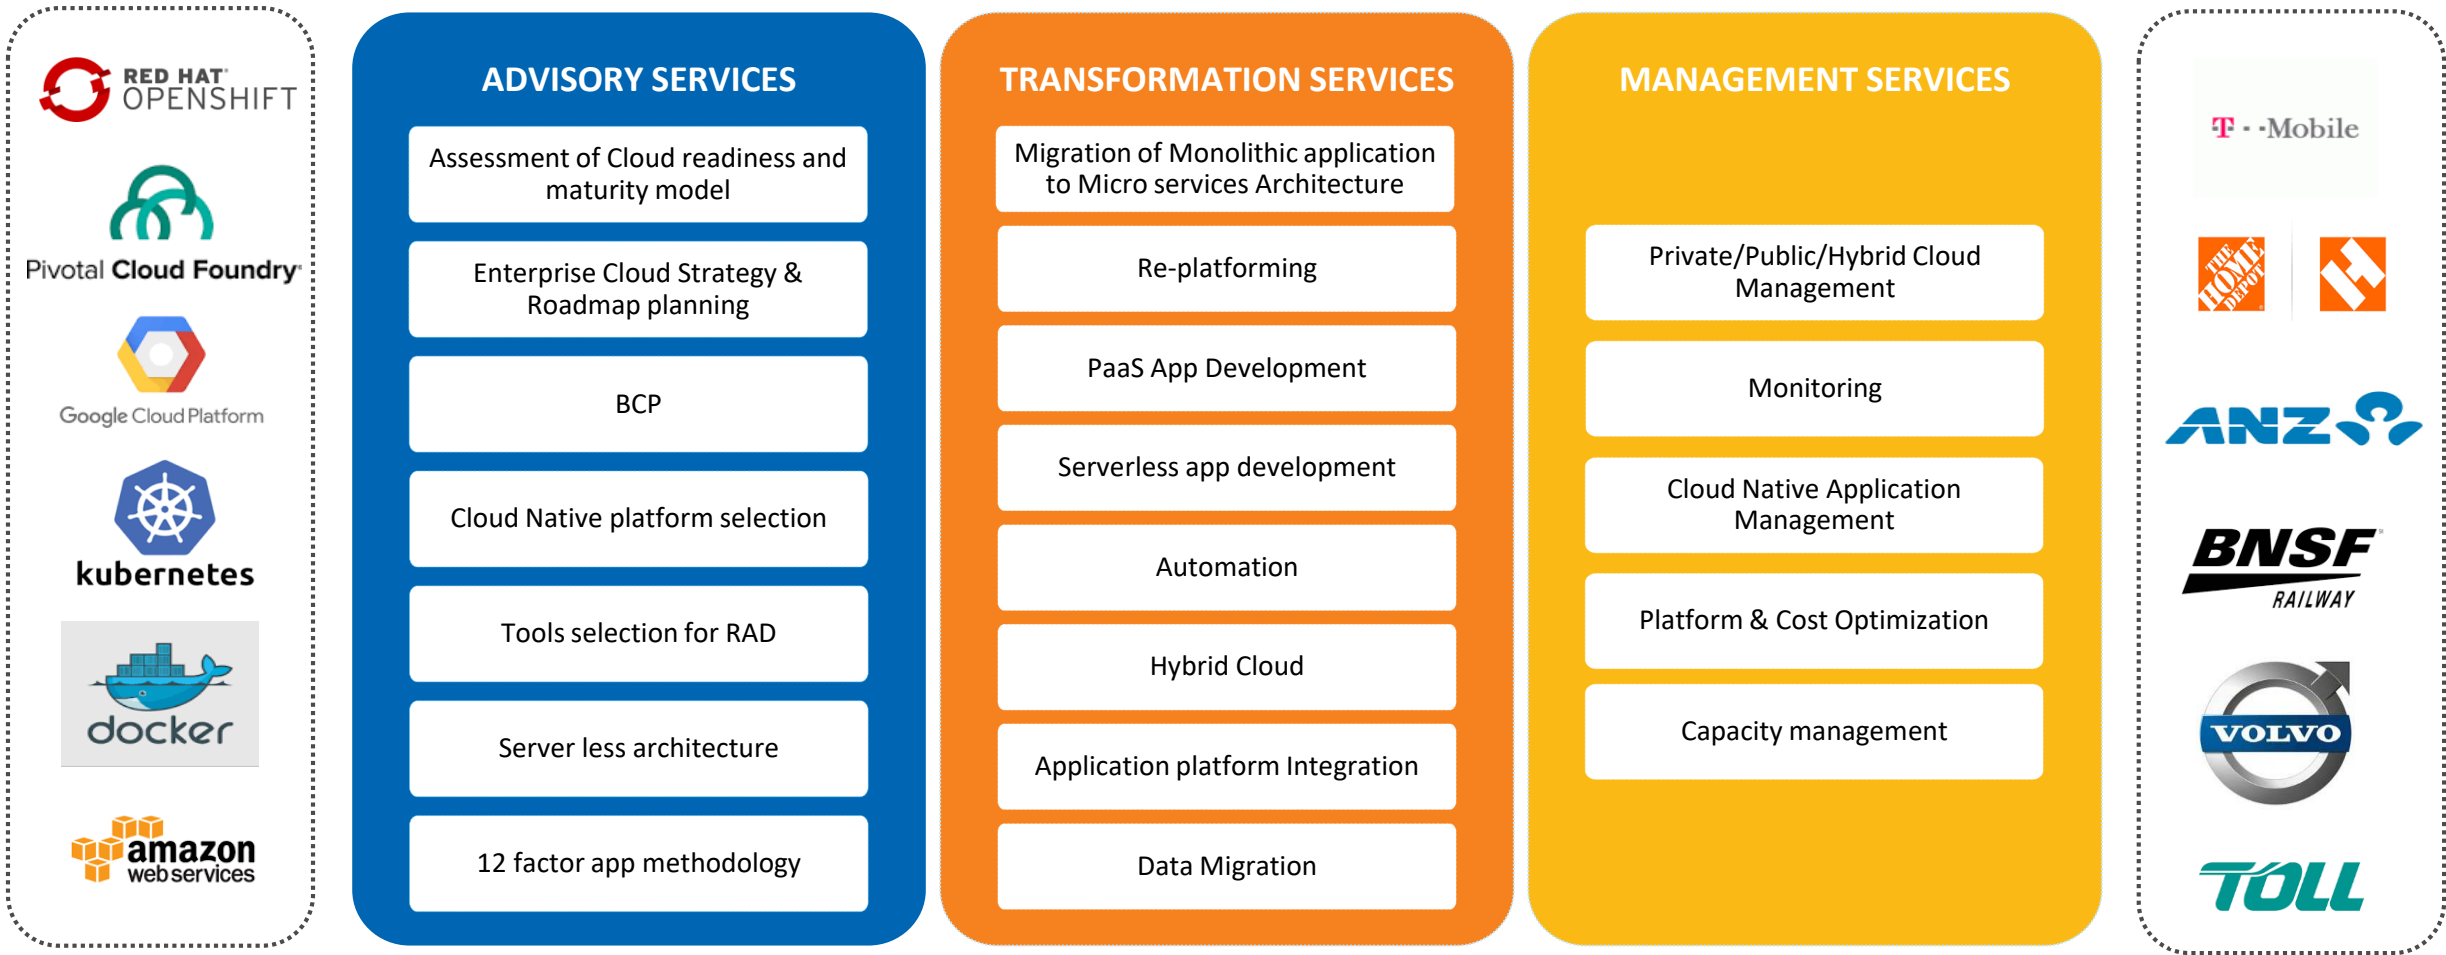 RED HAT
OPENSHIFT
Pivotal Cloud Foundry
Google Cloud Platform
kubernetes
docker
amazon
web services
ADVISORY SERVICES
Assessment of Cloud readiness and
maturity model
Enterprise Cloud Strategy &
Roadmap planning
BCP
Cloud Native platform selection
Tools selection for RAD
Server less architecture
12 factor app methodology
TRANSFORMATION SERVICES
Migration of Monolithic application
to Micro services Architecture
Re-platforming
PaaS App Development
Serverless app development
Automation
Hybrid Cloud
Application platform Integration
Data Migration
MANAGEMENT SERVICES
Private/Public/Hybrid Cloud
Management
Monitoring
Cloud Native Application
Management
Platform & Cost Optimization
Capacity management
T··Mobile
THE
HOME
DEPOT
H
ANZ
BNSF
RAILWAY
VOLVO
TOLL